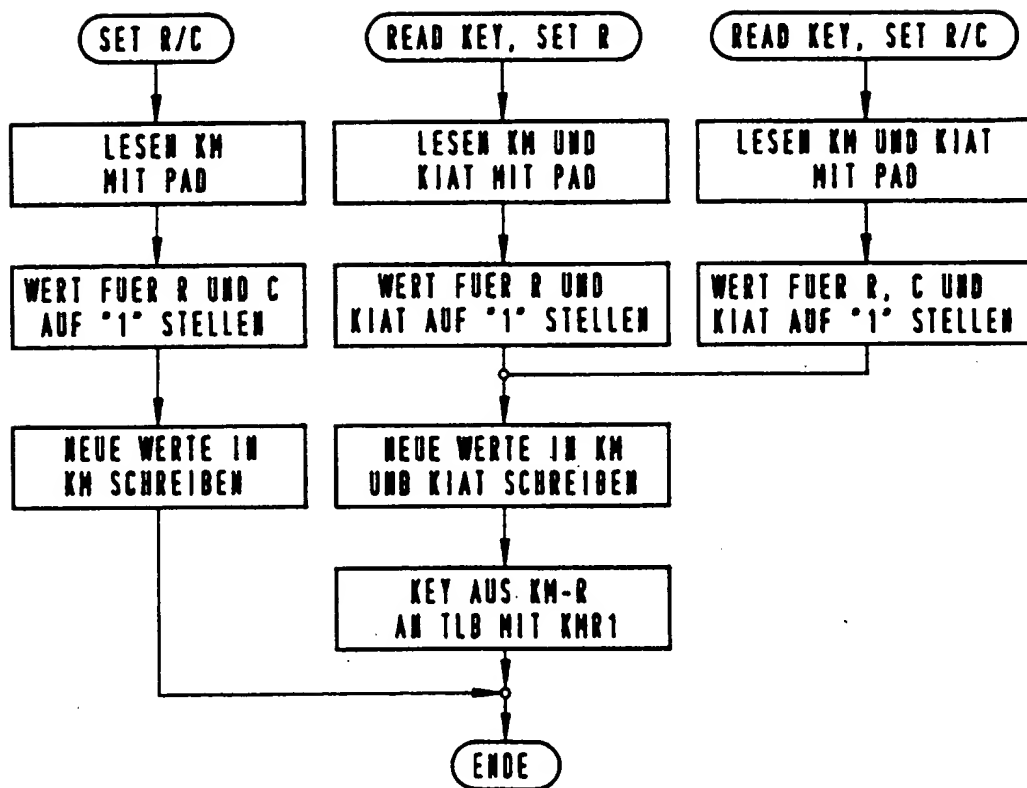 SET R/C
READ KEY, SET R
READ KEY, SET R/C
LESEN KM
MIT PAD
LESEN KM UND
KIAT MIT PAD
LESEN KM UND KIAT
MIT PAD
WERT FUER R UND C
AUF "1" STELLEN
WERT FUER R UND
KIAT AUF "1" STELLEN
WERT FUER R, C UND
KIAT AUF "1" STELLEN
NEUE WERTE IN
KM SCHREIBEN
NEUE WERTE IN KM
UND KIAT SCHREIBEN
KEY AUS KM-R
AN TLB MIT KMR1
ENDE